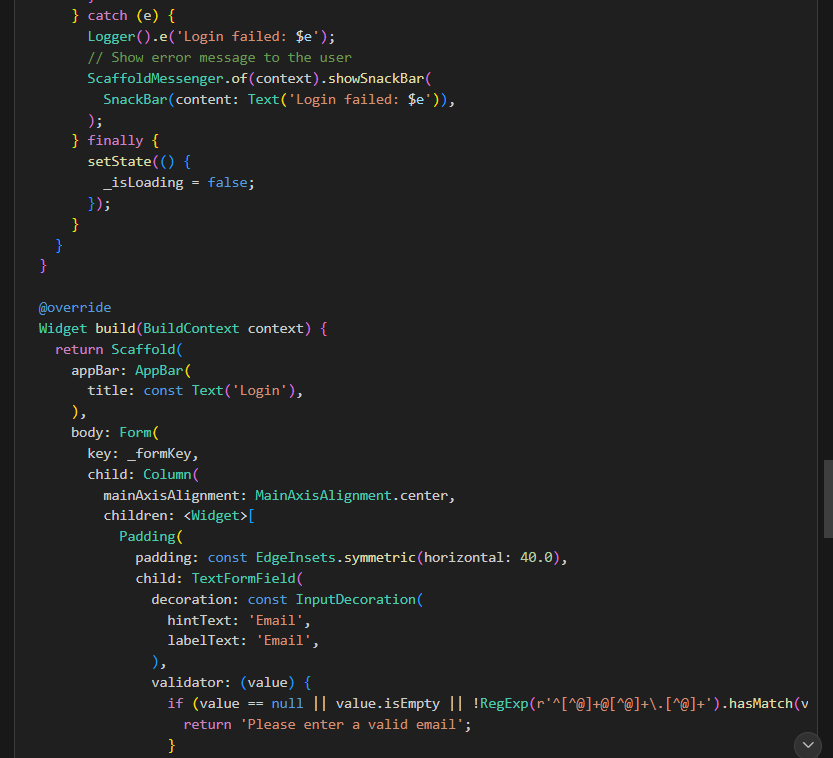 } catch (e) {
Logger().e('Login failed: $e');
// Show error message to the user
ScaffoldMessenger.of(context).showSnackBar(
SnackBar(content: Text('Login failed: $e')),
);
} finally {
setState(() {
_isLoading = false;
});
}
}
}
@override
Widget build(BuildContext context) {
return Scaffold(
appBar: AppBar(
title: const Text('Login'),
),
body: Form(
key: _formKey,
child: Column(
mainAxisAlignment: MainAxisAlignment.center,
children: <Widget>[
Padding(
padding: const EdgeInsets.symmetric(horizontal: 40.0),
child: TextFormField(
decoration: const InputDecoration(
hintText: 'Email',
labelText: 'Email',
),
validator: (value) {
if (value == null || value.isEmpty || !RegExp(r'^[^@]+@[^@]+\.[^@]+').hasMatch(v
return 'Please enter a valid email';
}